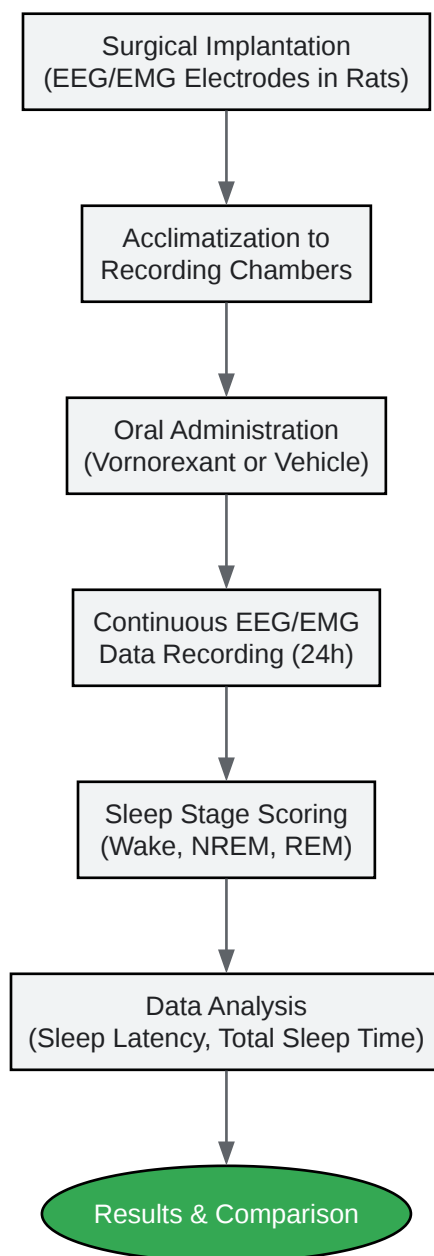 Surgical Implantation
(EEG/EMG Electrodes in Rats)
Acclimatization to
Recording Chambers
Oral Administration
(Vornorexant or Vehicle)
Continuous EEG/EMG
Data Recording (24h)
Sleep Stage Scoring
(Wake, NREM, REM)
Data Analysis
(Sleep Latency, Total Sleep Time)
Results & Comparison